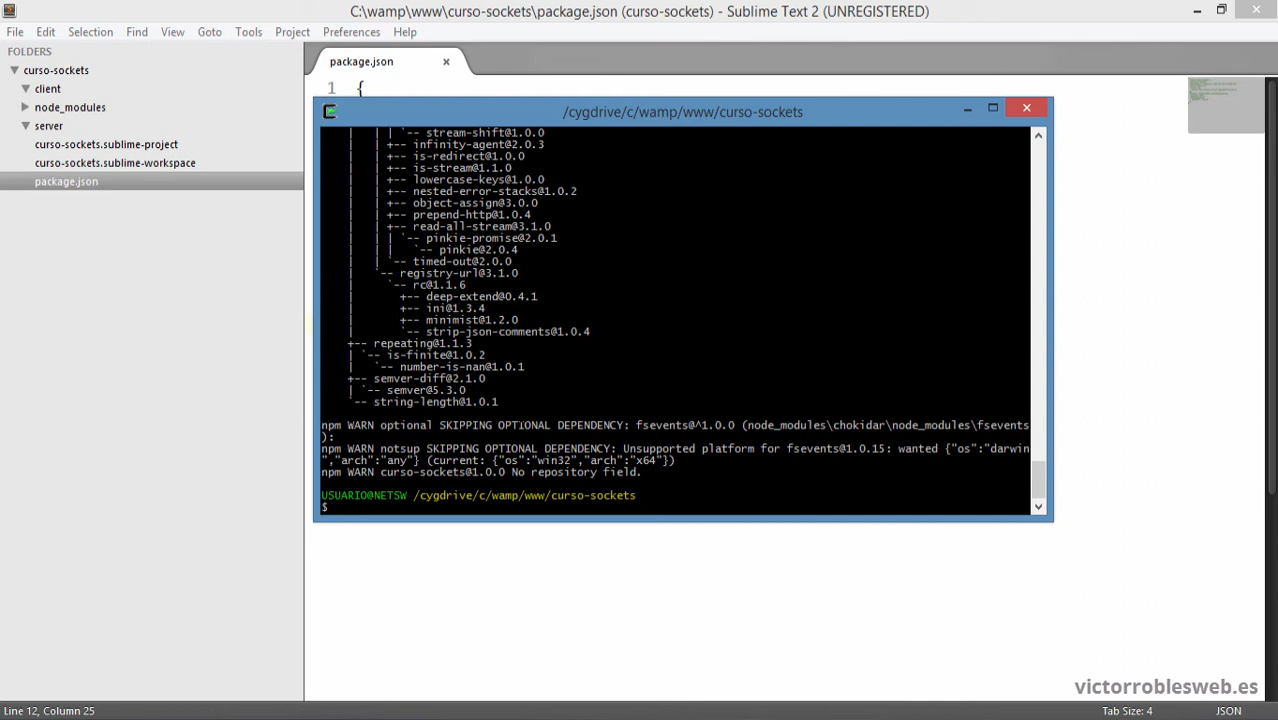 C:\wamp\www\curso-sockets\package.json (curso-sockets) - Sublime Text 2 (UNREGISTERED)
File Edit Selection Find View Goto Tools Project Preferences Help
FOLDERS
curso-sockets
client
node_modules
server
curso-sockets.sublime-project
curso-sockets.sublime-workspace
package.json
package.json ×
1 {
/cygdrive/c/wamp/www/curso-sockets
| | | `-- stream-shift@1.0.0
| | +-- infinity-agent@2.0.3
| | +-- is-redirect@1.0.0
| | +-- is-stream@1.1.0
| | +-- lowercase-keys@1.0.0
| | +-- nested-error-stacks@1.0.2
| | +-- object-assign@3.0.0
| | +-- prepend-http@1.0.4
| | +-- read-all-stream@3.1.0
| | | `-- pinkie-promise@2.0.1
| | |   `-- pinkie@2.0.4
| | `-- timed-out@2.0.0
| `-- registry-url@3.1.0
|   `-- rc@1.1.6
|     +-- deep-extend@0.4.1
|     +-- ini@1.3.4
|     +-- minimist@1.2.0
|     `-- strip-json-comments@1.0.4
+-- repeating@1.1.3
| `-- is-finite@1.0.2
|   `-- number-is-nan@1.0.1
+-- semver-diff@2.1.0
| `-- semver@5.3.0
`-- string-length@1.0.1
npm WARN optional SKIPPING OPTIONAL DEPENDENCY: fsevents@^1.0.0 (node_modules\chokidar\node_modules\fsevents
):
npm WARN notsup SKIPPING OPTIONAL DEPENDENCY: Unsupported platform for fsevents@1.0.15: wanted {"os":"darwin
","arch":"any"} (current: {"os":"win32","arch":"x64"})
npm WARN curso-sockets@1.0.0 No repository field.
USUARIO@NETSW /cygdrive/c/wamp/www/curso-sockets
$
victorroblesweb.es
Line 12, Column 25
Tab Size: 4
JSON